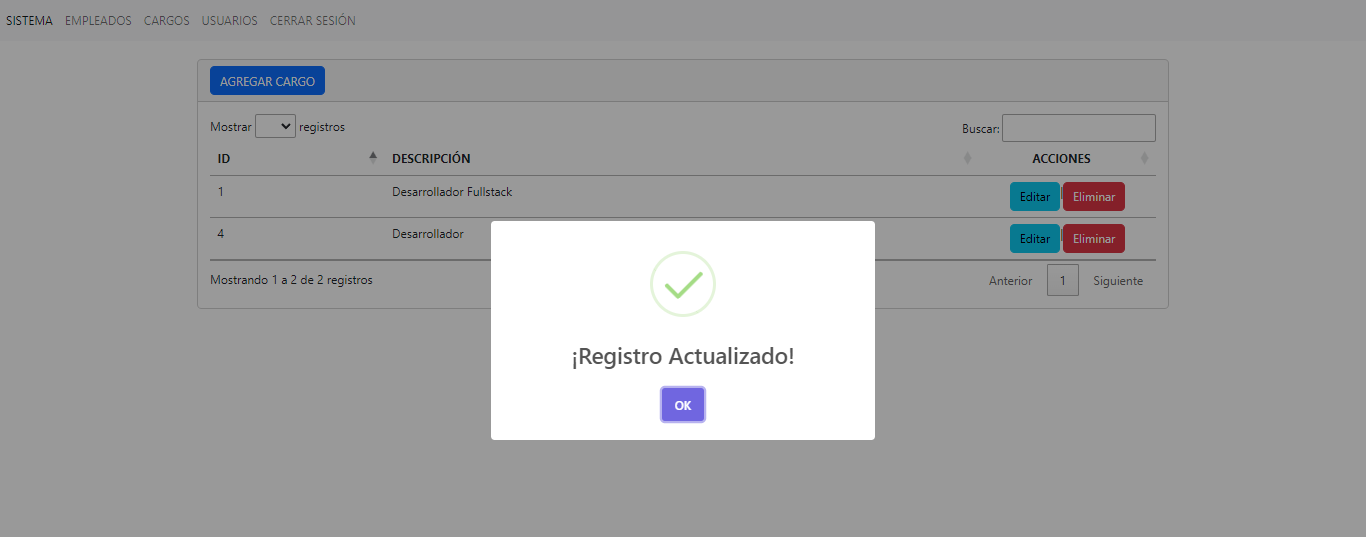 SISTEMA EMPLEADOS CARGOS USUARIOS CERRAR SESIÓN
AGREGAR CARGO
Mostrar registros Buscar:
ID DESCRIPCIÓN ACCIONES
1 Desarrollador Fullstack Editar Eliminar
4 Desarrollador Editar Eliminar
Mostrando 1 a 2 de 2 registros Anterior 1 Siguiente
¡Registro Actualizado!
OK